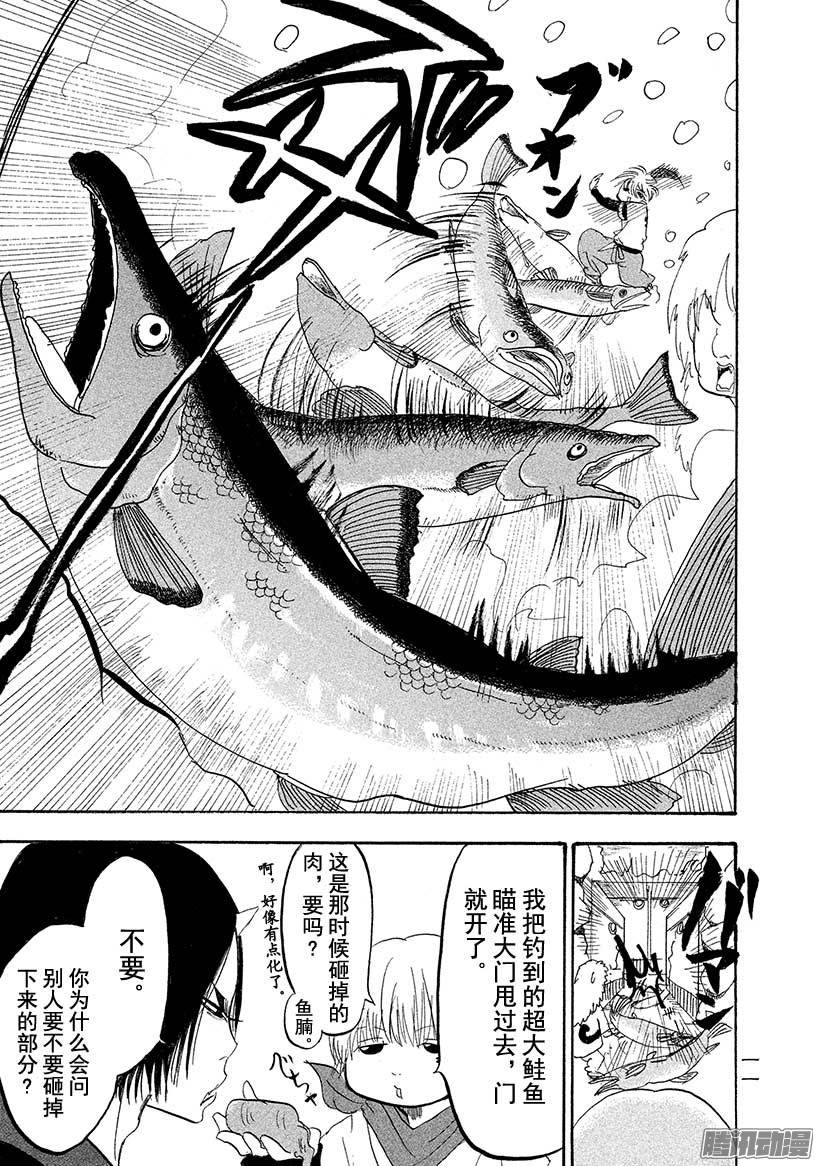 ブオン
我把钓到的超大鲑鱼
瞄准大门甩过去，门
就开了。
这是那时候砸掉的
肉，要吗？
鱼腩。
啊，好像
有点化了。
不要。
你为什么会问
别人要不要砸掉
下来的部分？
一一
腾讯动漫